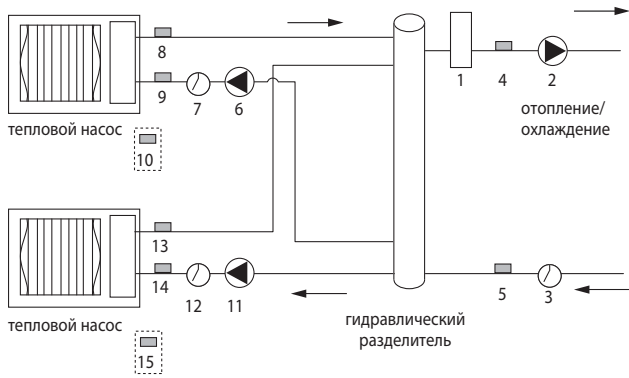 8
9
7
6
1
4
2
тепловой насос
отопление/
охлаждение
10
13
14
12
11
5
3
тепловой насос
гидравлический
разделитель
15